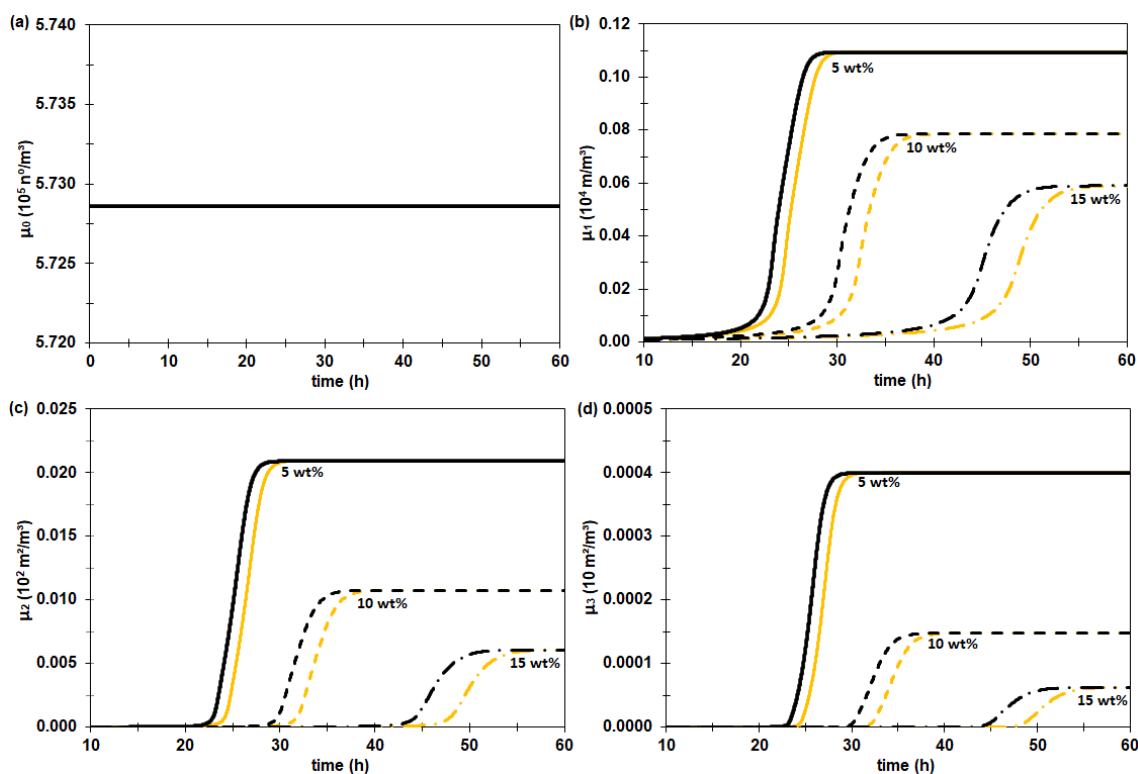 (a)
5.740
5.735
5.730
5.725
5.720
μ₀ (10⁵ nº/m³)
0 10 20 30 40 50 60
time (h)
(b)
0.12
0.10
0.08
0.06
0.04
0.02
0.00
μ₁ (10⁴ m/m³)
5 wt%
10 wt%
15 wt%
10 20 30 40 50 60
time (h)
(c)
0.025
0.020
0.015
0.010
0.005
0.000
μ₂ (10² m²/m³)
5 wt%
10 wt%
15 wt%
10 20 30 40 50 60
time (h)
(d)
0.0005
0.0004
0.0003
0.0002
0.0001
0.0000
μ₃ (10 m²/m³)
5 wt%
10 wt%
15 wt%
10 20 30 40 50 60
time (h)